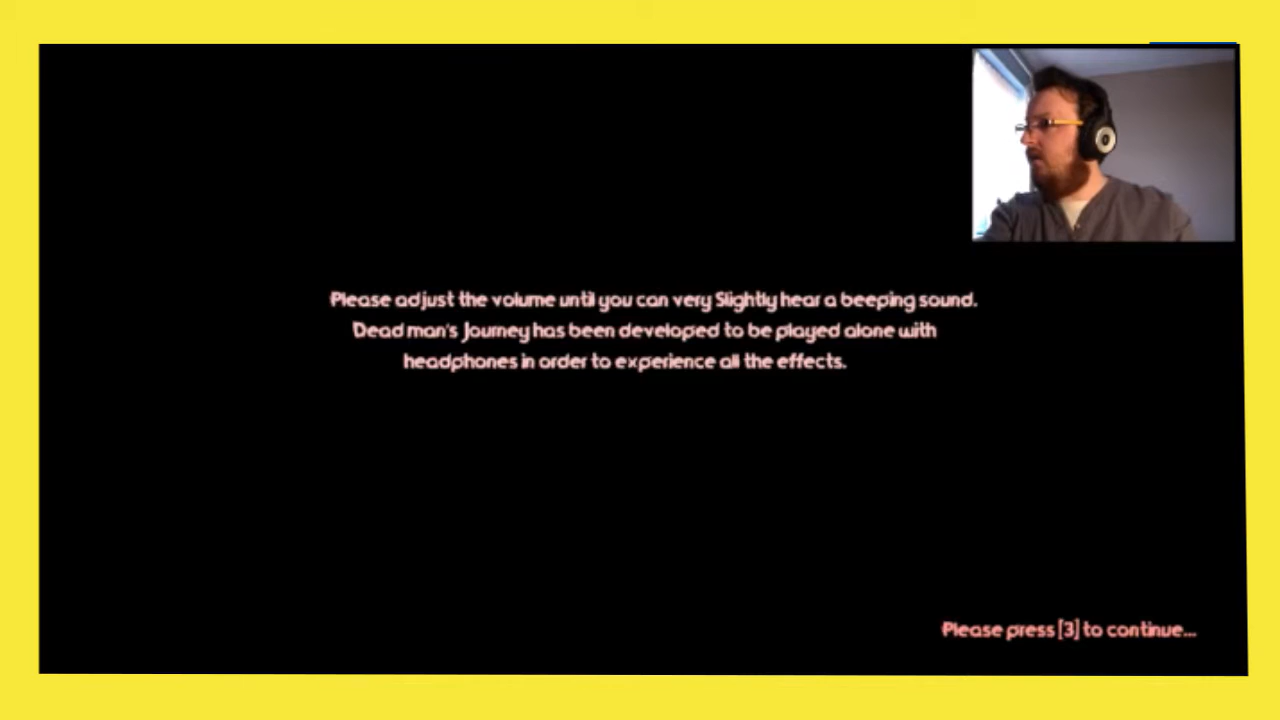 Please adjust the volume until you can very Slightly hear a beeping sound.
Dead man's Journey has been developed to be played alone with
headphones in order to experience all the effects.
Please press [3] to continue...